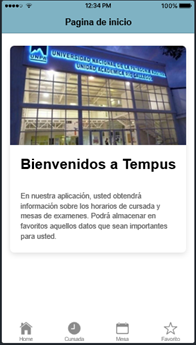 12:34 PM
100%
Pagina de inicio
UNPA
UNIVERSIDAD NACIONAL DE LA PATAGONIA AUSTRAL
UNIDAD ACADEMICA RIO GALLEGOS
Bienvenidos a Tempus
En nuestra aplicación, usted obtendrá
información sobre los horarios de cursada y
mesas de examenes. Podrá almacenar en
favoritos aquellos datos que sean importantes
para usted.
Home
Cursada
Mesa
Favorito